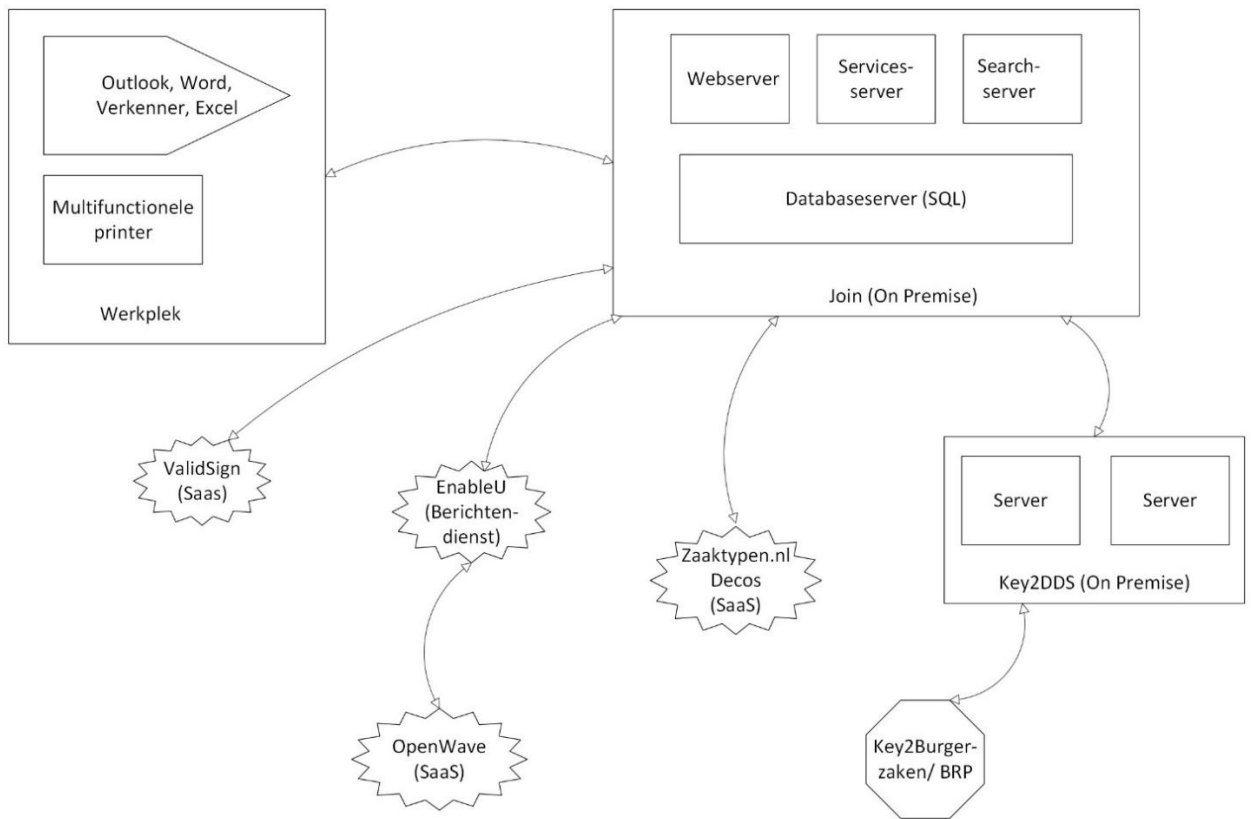 Outlook, Word,
Verkenner, Excel
Multifunctionele
printer
Werkplek
Webserver
Services-
server
Search-
server
Databaseserver (SQL)
Join (On Premise)
ValidSign
(Saas)
EnableU
(Berichten-
dienst)
Zaaktypen.nl
Decos
(SaaS)
Server
Server
Key2DDS (On Premise)
OpenWave
(SaaS)
Key2Burger-
zaken/ BRP